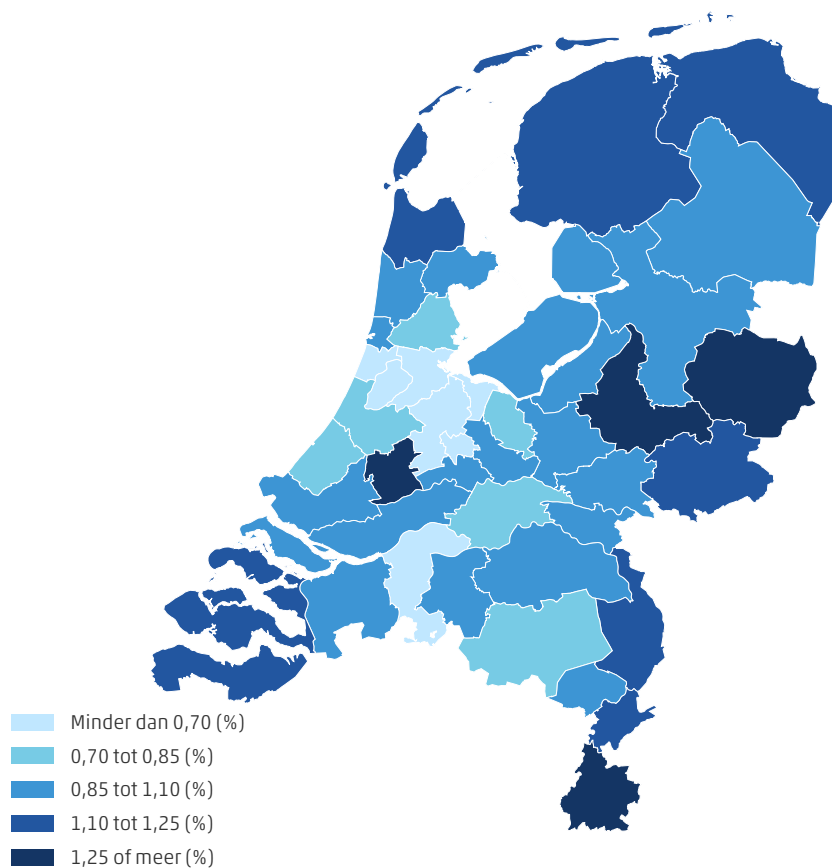 Minder dan 0,70 (%)
0,70 tot 0,85 (%)
0,85 tot 1,10 (%)
1,10 tot 1,25 (%)
1,25 of meer (%)